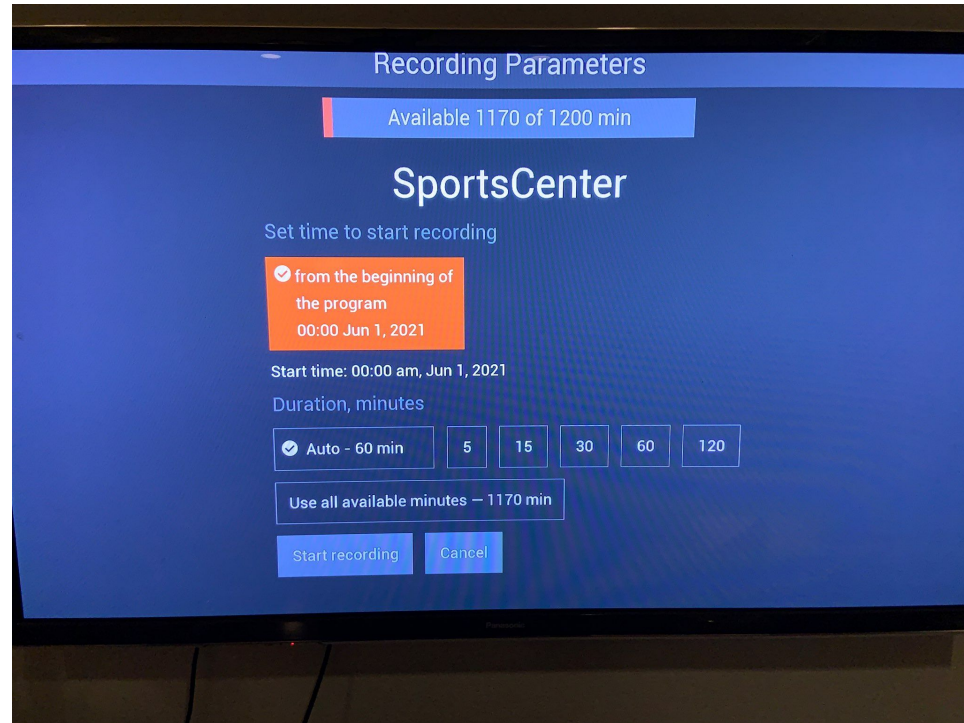 Recording Parameters
Available 1170 of 1200 min
SportsCenter
Set time to start recording
from the beginning of
the program
00:00 Jun 1, 2021
Start time: 00:00 am, Jun 1, 2021
Duration, minutes
Auto - 60 min 5 15 30 60 120
Use all available minutes — 1170 min
Start recording Cancel
Panasonic